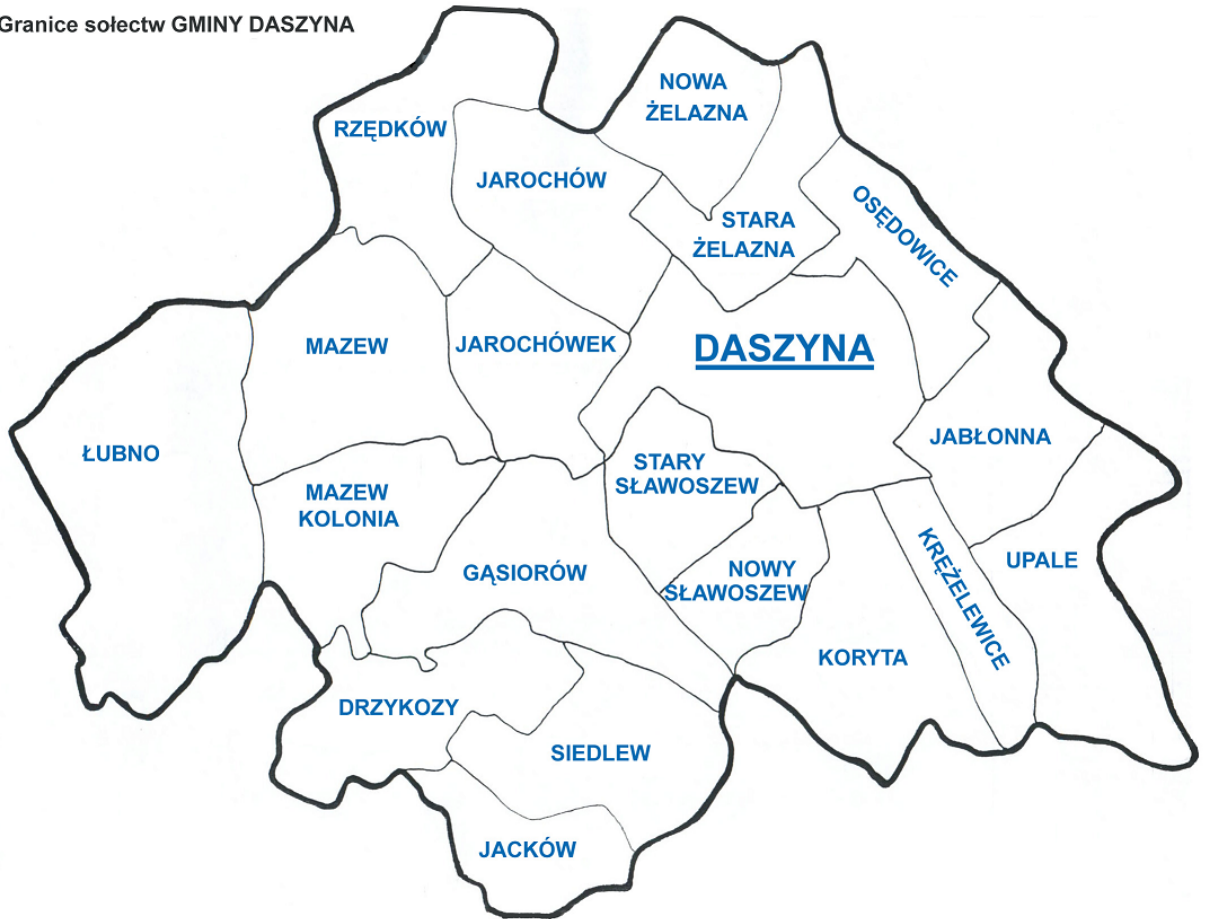 Granice sołectw GMINY DASZYNA
NOWA
ŻELAZNA
RZĘDKÓW
JAROCHÓW
STARA
ŻELAZNA
OSĘDOWICE
MAZEW
JAROCHÓWEK
DASZYNA
ŁUBNO
JABŁONNA
STARY
SŁAWOSZEW
MAZEW
KOLONIA
GĄSIORÓW
NOWY
SŁAWOSZEW
KRĘŻELEWICE
UPALE
KORYTA
DRZYKOZY
SIEDLEW
JACKÓW